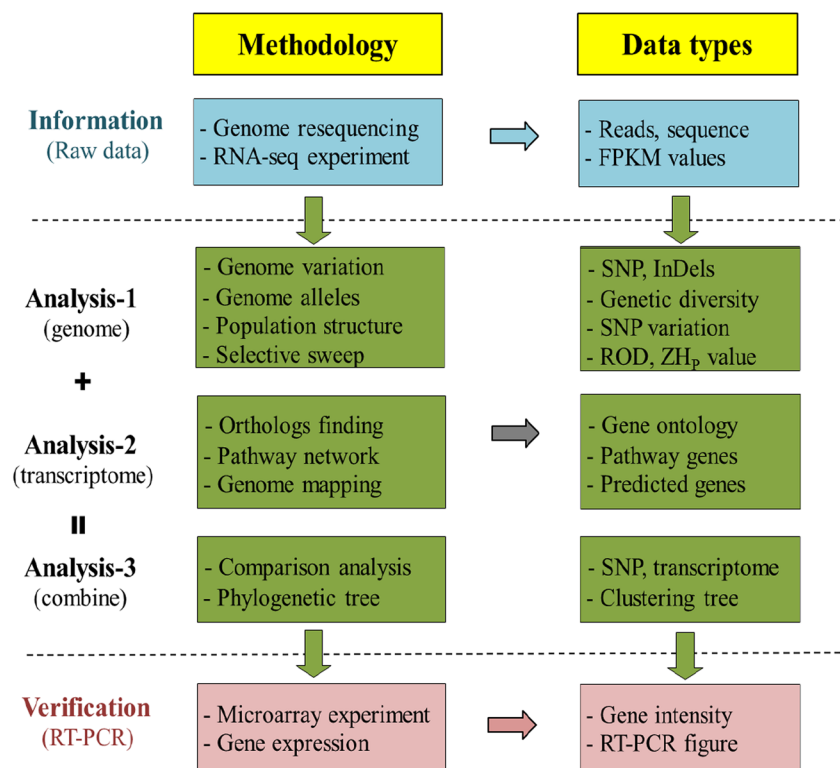 Methodology
Data types
Information
(Raw data)
- Genome resequencing
- RNA-seq experiment
- Reads, sequence
- FPKM values
Analysis-1
(genome)
- Genome variation
- Genome alleles
- Population structure
- Selective sweep
- SNP, InDels
- Genetic diversity
- SNP variation
- ROD, ZHP value
+
Analysis-2
(transcriptome)
- Orthologs finding
- Pathway network
- Genome mapping
- Gene ontology
- Pathway genes
- Predicted genes
=
Analysis-3
(combine)
- Comparison analysis
- Phylogenetic tree
- SNP, transcriptome
- Clustering tree
Verification
(RT-PCR)
- Microarray experiment
- Gene expression
- Gene intensity
- RT-PCR figure